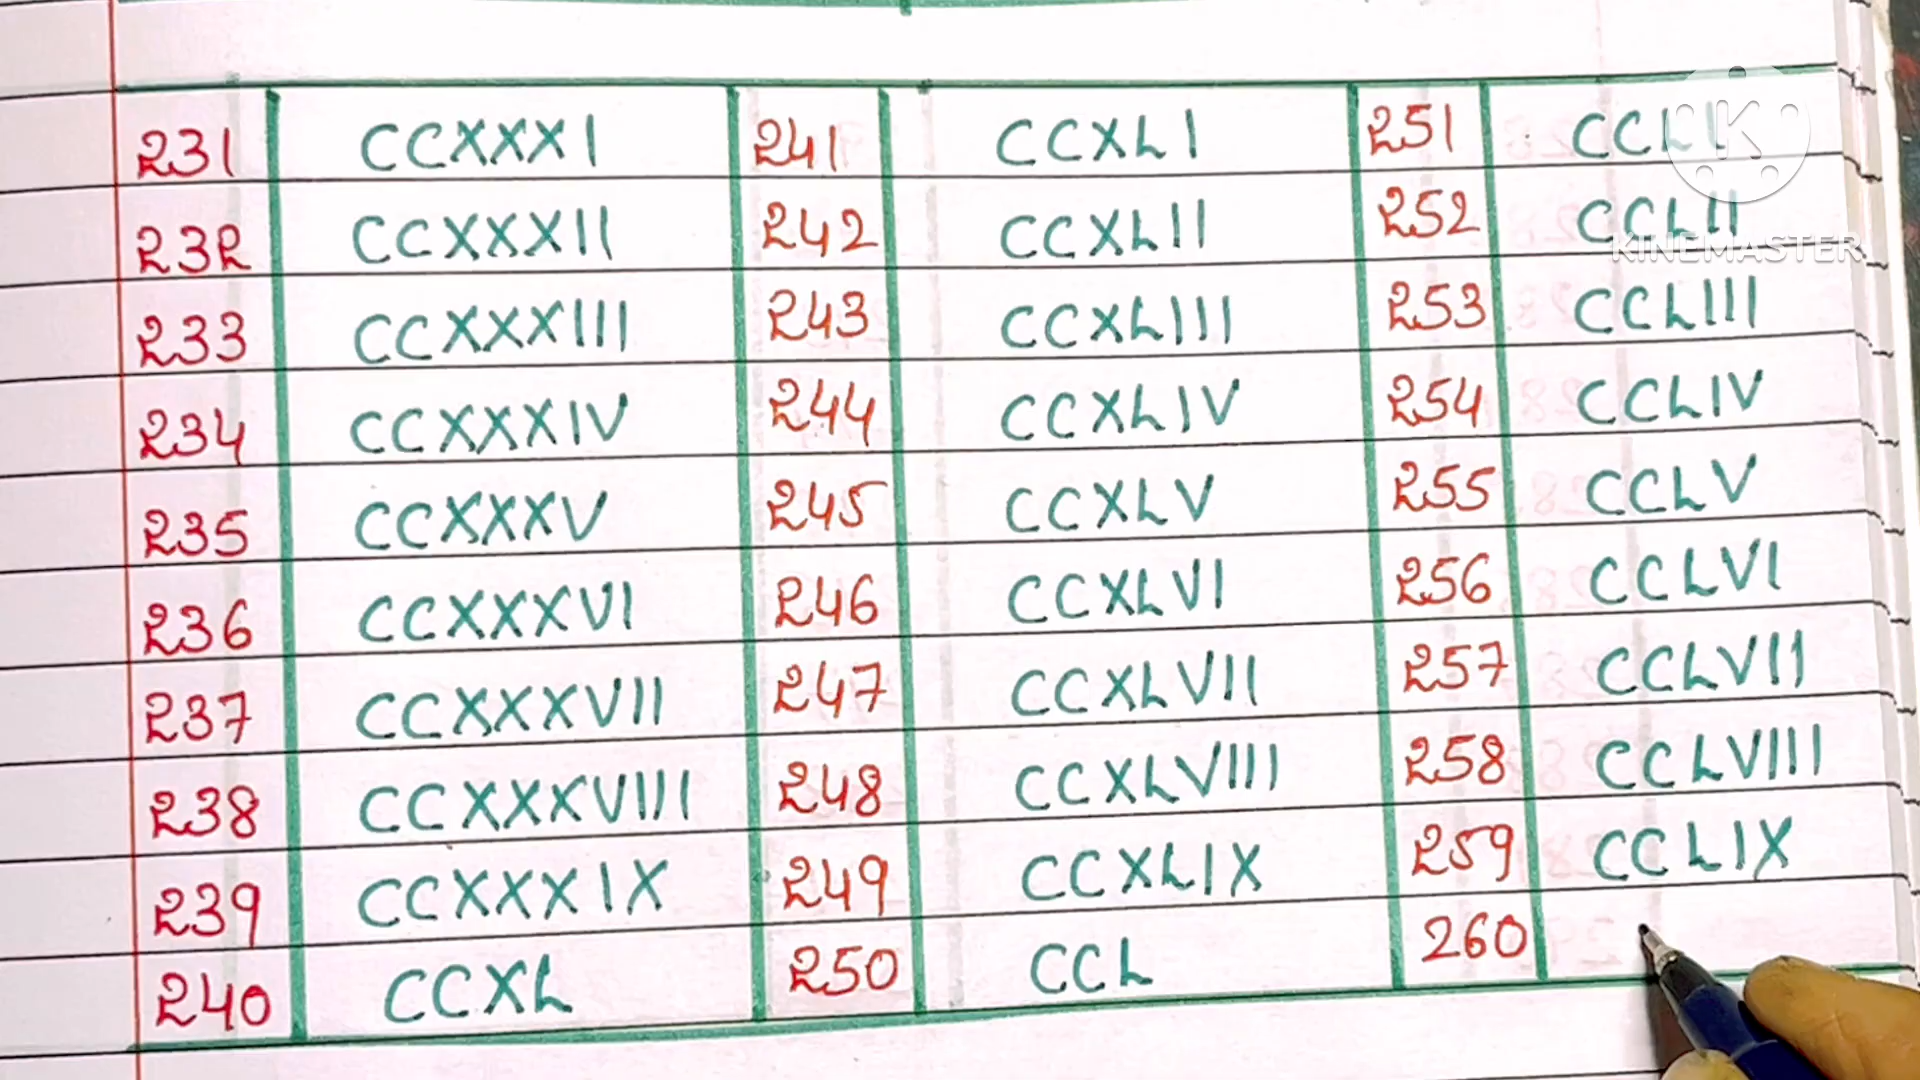 231 CCXXXI 241 CCXLI 251 CCLI
232 CCXXXII 242 CCXLII 252 CCLII
KINEMASTER
233 CCXXXIII 243 CCXLIII 253 CCLIII
234 CCXXXIV 244 CCXLIV 254 CCLIV
235 CCXXXV 245 CCXLV 255 CCLV
236 CCXXXVI 246 CCXLVI 256 CCLVI
237 CCXXXVII 247 CCXLVII 257 CCLVII
238 CCXXXVIII 248 CCXLVIII 258 CCLVIII
239 CCXXXIX 249 CCXLIX 259 CCLIX
240 CCXL 250 CCL 260